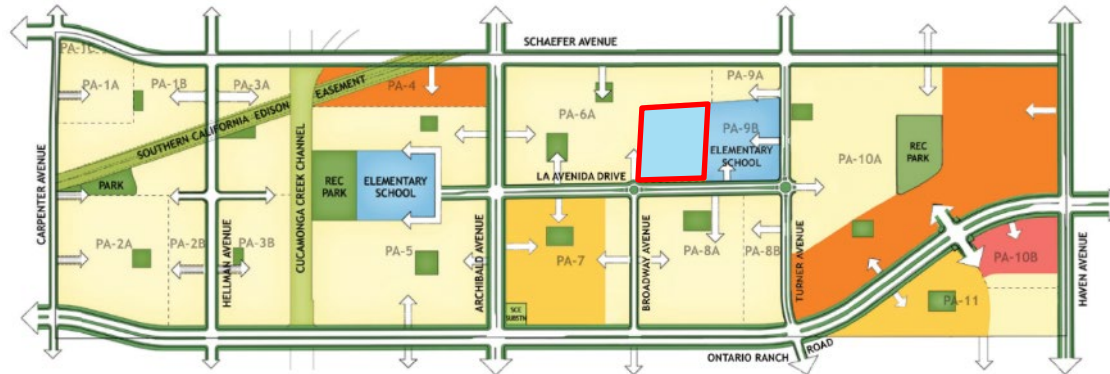 SCHAEFER AVENUE
PA-1A
PA-1B
PA-3A
PA-4
PA-6A
PA-9A
SOUTHERN CALIFORNIA EDISON EASEMENT
PA-9B
ELEMENTARY
SCHOOL
PA-10A
REC
PARK
CARPENTER AVENUE
PARK
CUCAMONGA CREEK CHANNEL
REC
PARK
ELEMENTARY
SCHOOL
LA AVENIDA DRIVE
PA-2A
PA-2B
HELLMAN AVENUE
PA-3B
PA-5
ARCHIBALD AVENUE
PA-7
BROADWAY AVENUE
PA-8A
PA-8B
TURNER AVENUE
PA-10B
HAVEN AVENUE
PA-11
SCE
SUBSTN
ONTARIO RANCH ROAD